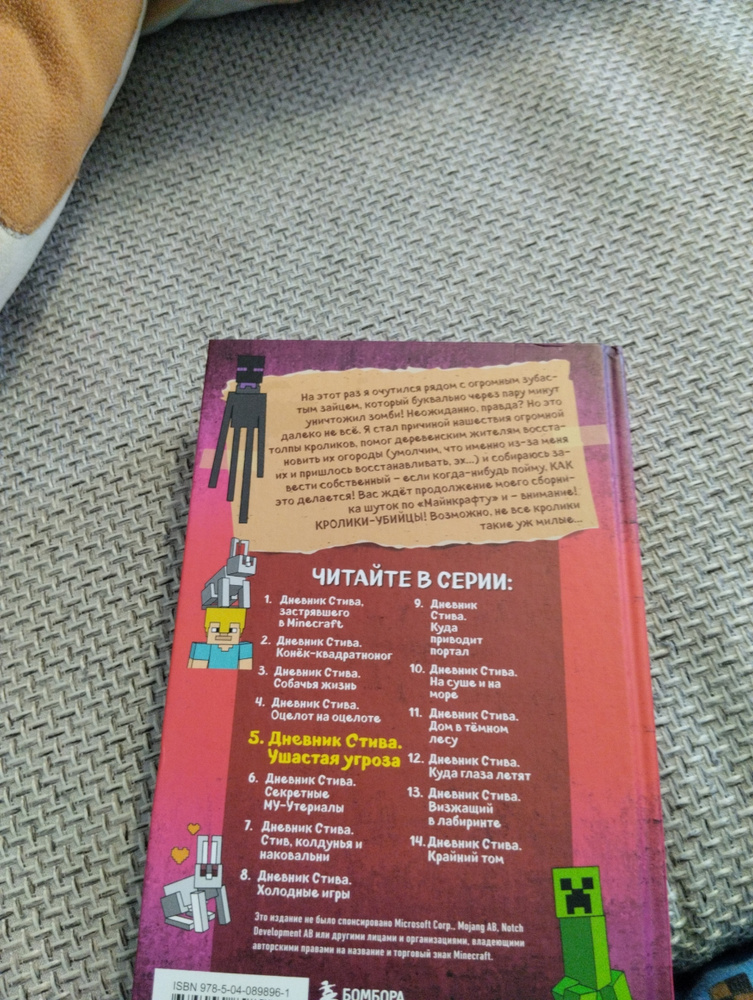 На этот раз я очутился рядом с огромным зубас-
тым зайцем, который буквально через пару минут
уничтожил зомби! Неожиданно, правда? Но это
далеко не всё. Я стал причиной нашествия огромной
толпы кроликов, помог деревенским жителям восста-
новить их огороды (умолчим, что именно из-за меня
их и пришлось восстанавливать, эх...) и собираюсь за-
вести собственный – если когда-нибудь пойму, КАК
это делается! Вас ждёт продолжение моего сборни-
ка шуток по «Майнкрафту» и – внимание!
КРОЛИКИ-УБИЙЦЫ! Возможно, не все кролики
такие уж милые...
ЧИТАЙТЕ В СЕРИИ:
1. Дневник Стива,
застрявшего
в Minecraft
2. Дневник Стива.
Конёк-квадратноног
3. Дневник Стива.
Собачья жизнь
4. Дневник Стива.
Оцелот на оцелоте
5. Дневник Стива.
Ушастая угроза
6. Дневник Стива.
Секретные
МУ-Утериалы
7. Дневник Стива.
Стив, колдунья и
наковальни
8. Дневник Стива.
Холодные игры
9. Дневник
Стива.
Куда
приводит
портал
10. Дневник Стива.
На суше и на
море
11. Дневник Стива.
Дом в тёмном
лесу
12. Дневник Стива.
Куда глаза летят
13. Дневник Стива.
Визжащий
в лабиринте
14. Дневник Стива.
Крайний том
Это издание не было спонсировано Microsoft Corp., Mojang AB, Notch
Development AB или другими лицами и организациями, владеющими
авторскими правами на название и торговый знак Minecraft.
ISBN 978-5-04-089896-1
БОМБОРА